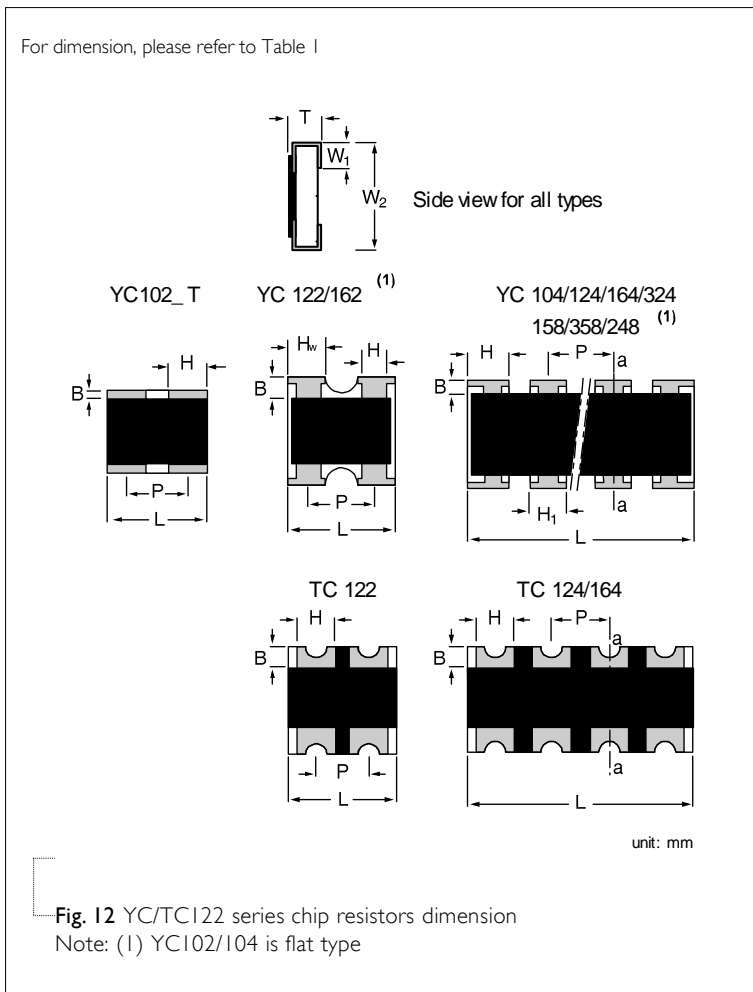 For dimension, please refer to Table 1
T
W1
W2
Side view for all types
YC102_ T
YC 122/162 (1)
YC 104/124/164/324
158/358/248 (1)
H
B
P
L
Hw
H
B
P
L
H
P
a
B
H1
a
L
TC 122
TC 124/164
H
B
P
L
H
P
a
B
a
L
unit: mm
Fig. 12 YC/TC122 series chip resistors dimension
Note: (1) YC102/104 is flat type